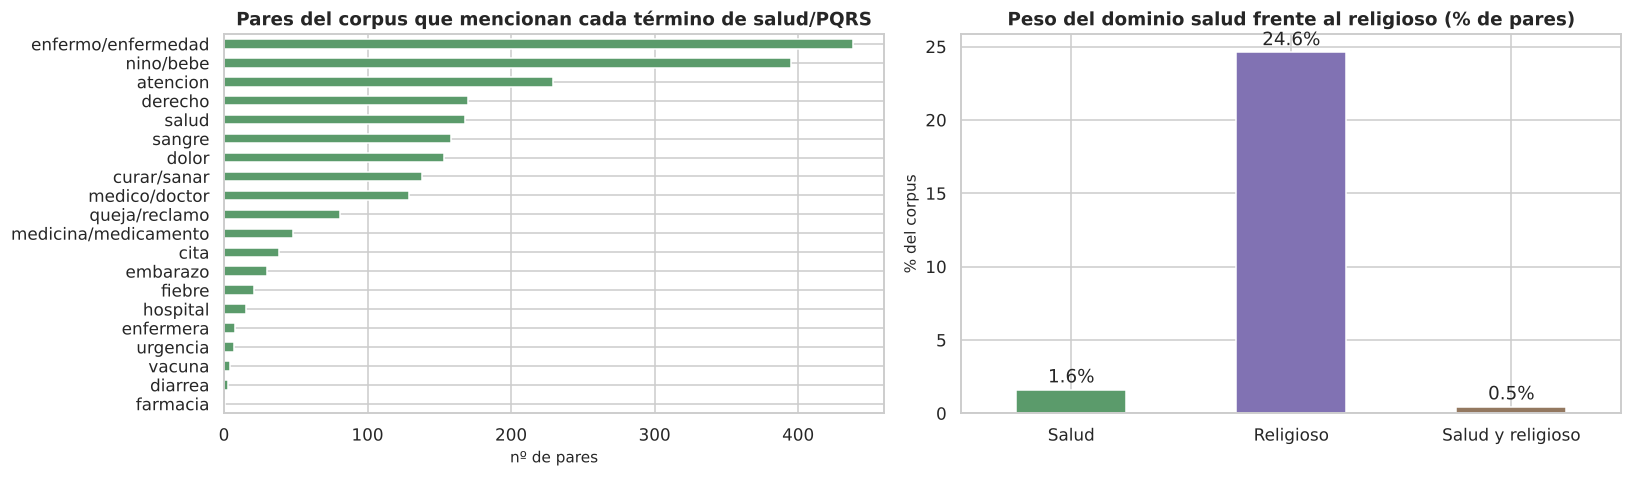 Pares del corpus que mencionan cada término de salud/PQRS
enfermo/enfermedad
nino/bebe
atencion
derecho
salud
sangre
dolor
curar/sanar
medico/doctor
queja/reclamo
medicina/medicamento
cita
embarazo
fiebre
hospital
enfermera
urgencia
vacuna
diarrea
farmacia
0 100 200 300 400
nº de pares
Peso del dominio salud frente al religioso (% de pares)
% del corpus
25
20
15
10
5
0
1.6%
24.6%
0.5%
Salud Religioso Salud y religioso